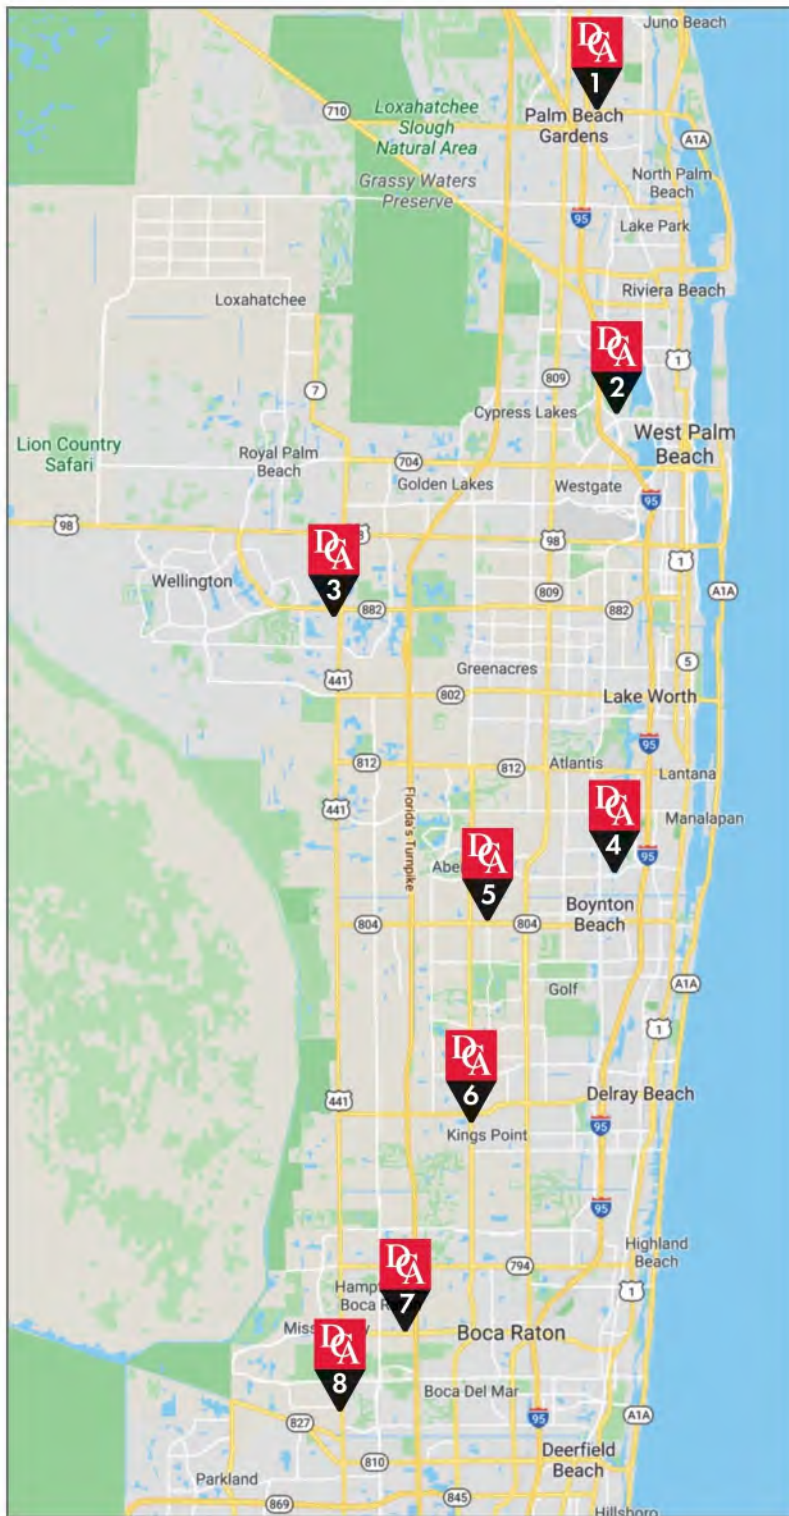 Juno Beach
DCA
1
710
Loxahatchee
Slough
Natural Area
Palm Beach
Gardens
A1A
Grassy Waters
Preserve
North Palm
Beach
95
Lake Park
Loxahatchee
Riviera Beach
DCA
2
1
809
7
Cypress Lakes
West Palm
Beach
Lion Country
Safari
Royal Palm
Beach
704
Golden Lakes
Westgate
95
98
DCA
3
98
1
Wellington
809
A1A
882
882
Greenacres
5
441
802
Lake Worth
95
812
812
Atlantis
Lantana
441
Florida's Turnpike
DCA
4
Manalapan
DCA
5
95
Boynton
Beach
804
804
A1A
Golf
1
DCA
6
441
Delray Beach
95
Kings Point
95
Highland
Beach
DCA
7
794
1
Boca Raton
DCA
8
Boca Del Mar
827
95
A1A
810
Deerfield
Beach
Parkland
869
845
Hillsboro